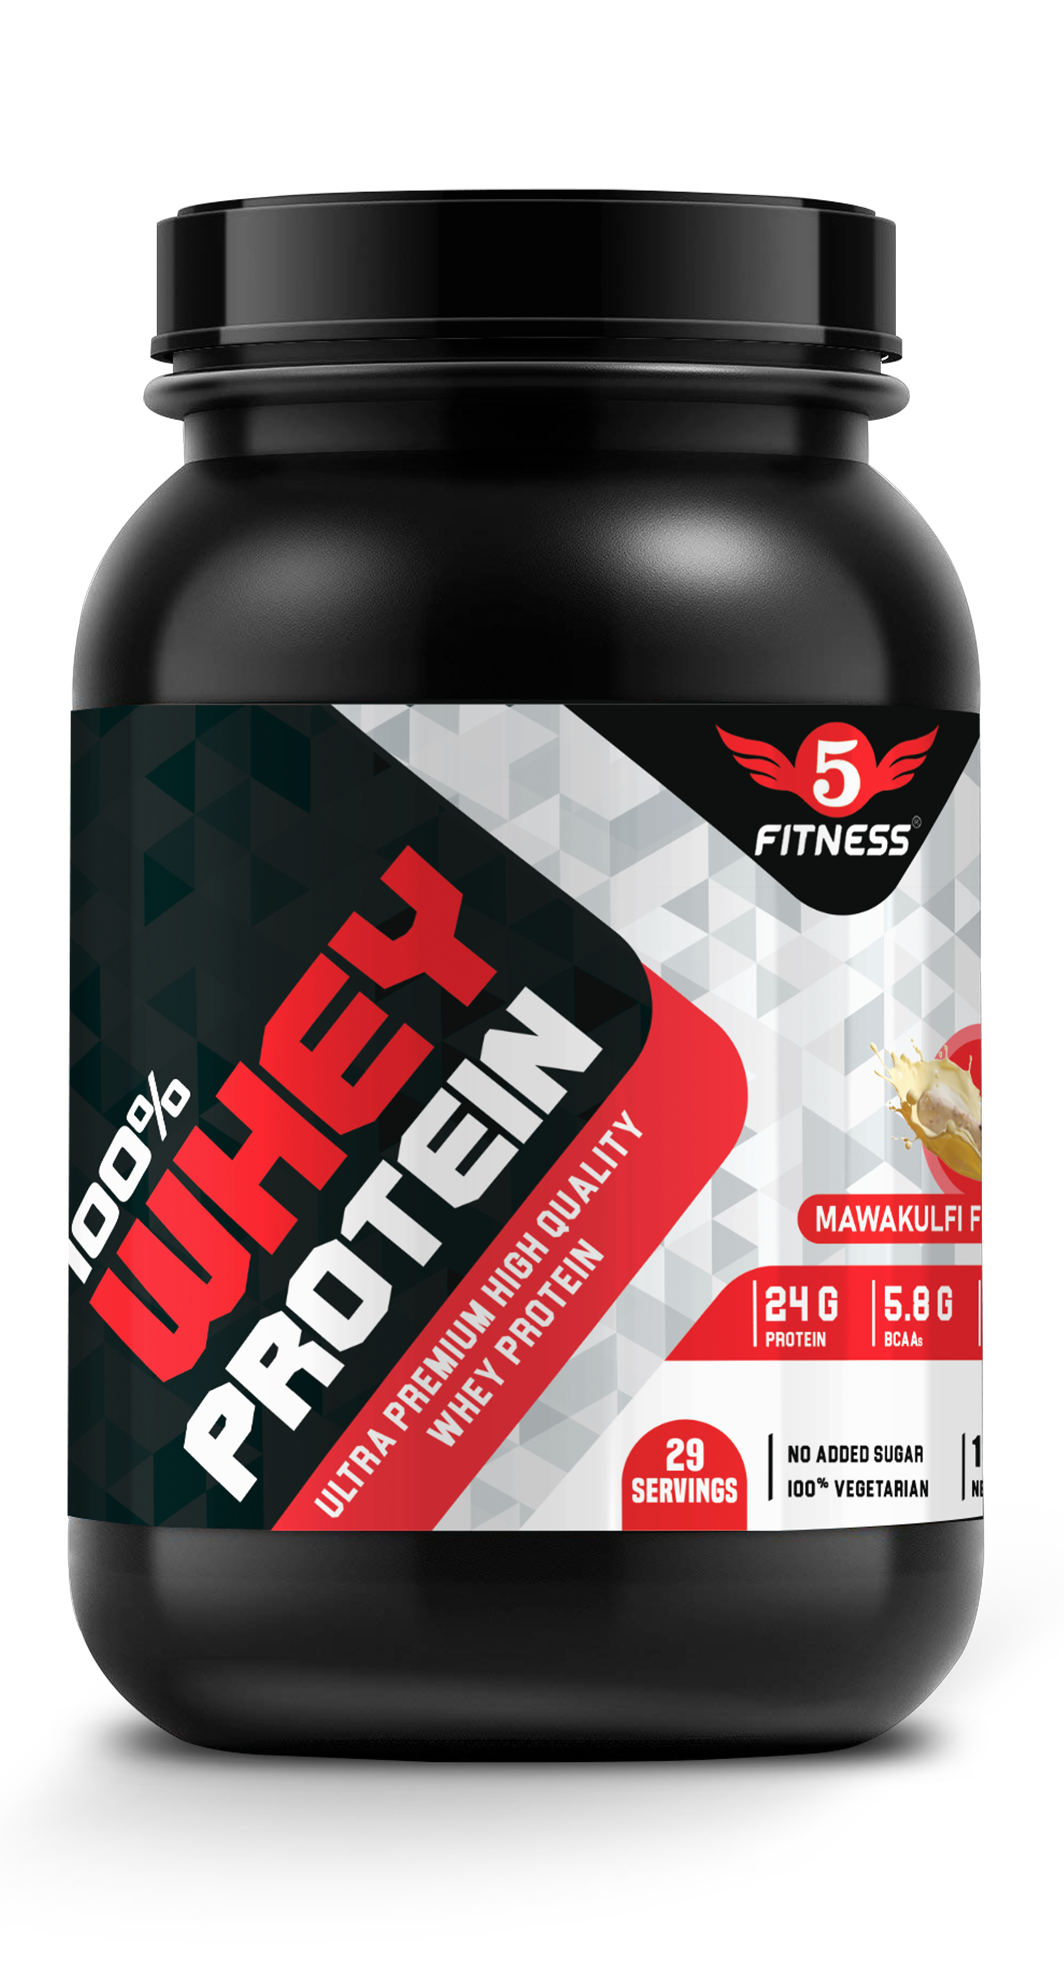 5
FITNESS®
100%
WHEY
PROTEIN
ULTRA PREMIUM HIGH QUALITY
WHEY PROTEIN
MAWAKULFI
24 G
PROTEIN
5.8 G
BCAAs
29
SERVINGS
NO ADDED SUGAR
100% VEGETARIAN